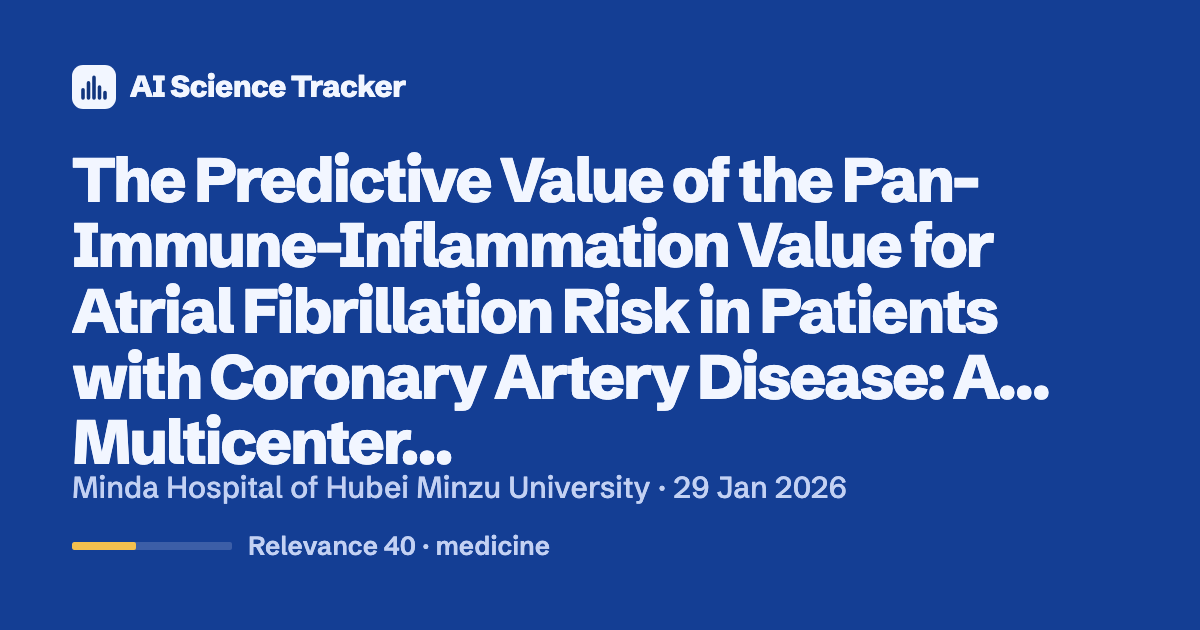 AI Science Tracker
The Predictive Value of the Pan-
Immune-Inflammation Value for
Atrial Fibrillation Risk in Patients
with Coronary Artery Disease: A...
Multicenter...
Minda Hospital of Hubei Minzu University · 29 Jan 2026
Relevance 40 · medicine